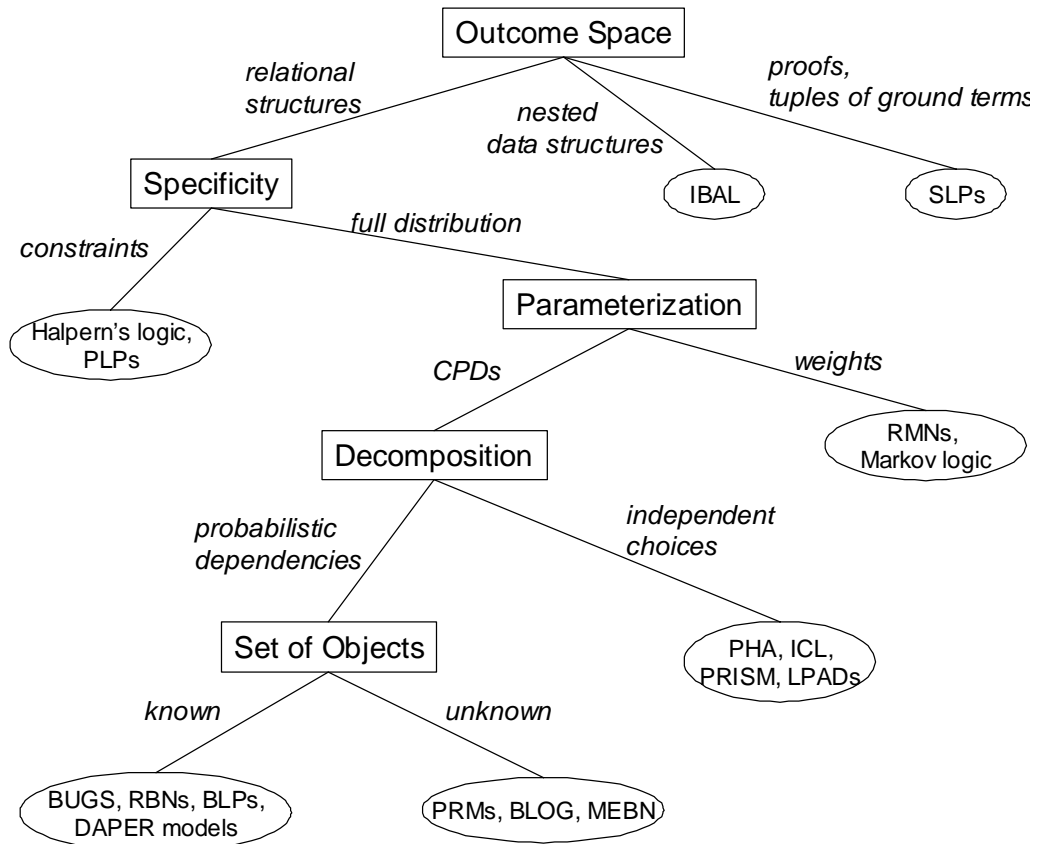 Outcome Space
relational
structures
nested
data structures
proofs,
tuples of ground terms
Specificity
IBAL
SLPs
constraints
full distribution
Halpern's logic,
PLPs
Parameterization
CPDs
weights
Decomposition
RMNs,
Markov logic
probabilistic
dependencies
independent
choices
Set of Objects
PHA, ICL,
PRISM, LPADs
known
unknown
BUGS, RBNs, BLPs,
DAPER models
PRMs, BLOG, MEBN